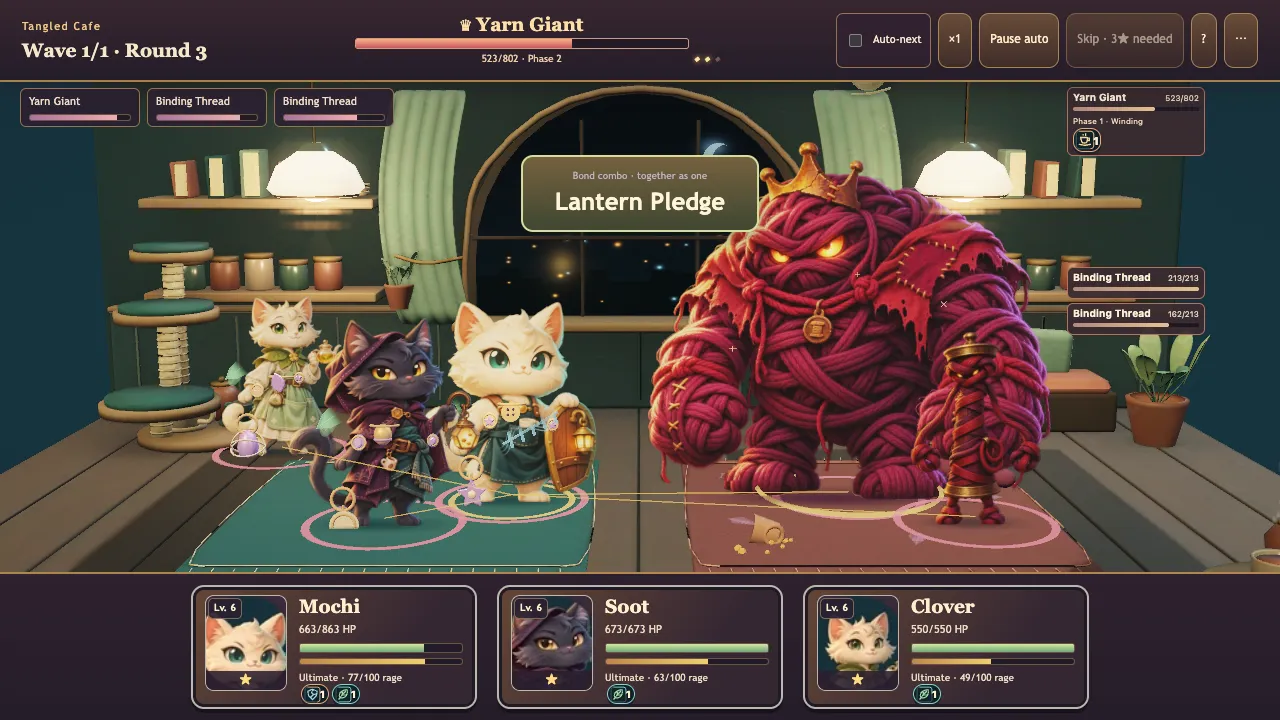 Tangled Cafe
Wave 1/1 · Round 3
♛ Yarn Giant
523/802 · Phase 2
Auto-next
×1
Pause auto
Skip · 3★ needed
?
...
Yarn Giant
Binding Thread
Binding Thread
Yarn Giant 523/802
Phase 1 · Winding
1
Bond combo · together as one
Lantern Pledge
Binding Thread 213/213
Binding Thread 162/213
Lv. 6
Mochi
663/863 HP
Ultimate · 77/100 rage
1 1
Lv. 6
Soot
673/673 HP
Ultimate · 63/100 rage
1
Lv. 6
Clover
550/550 HP
Ultimate · 49/100 rage
1